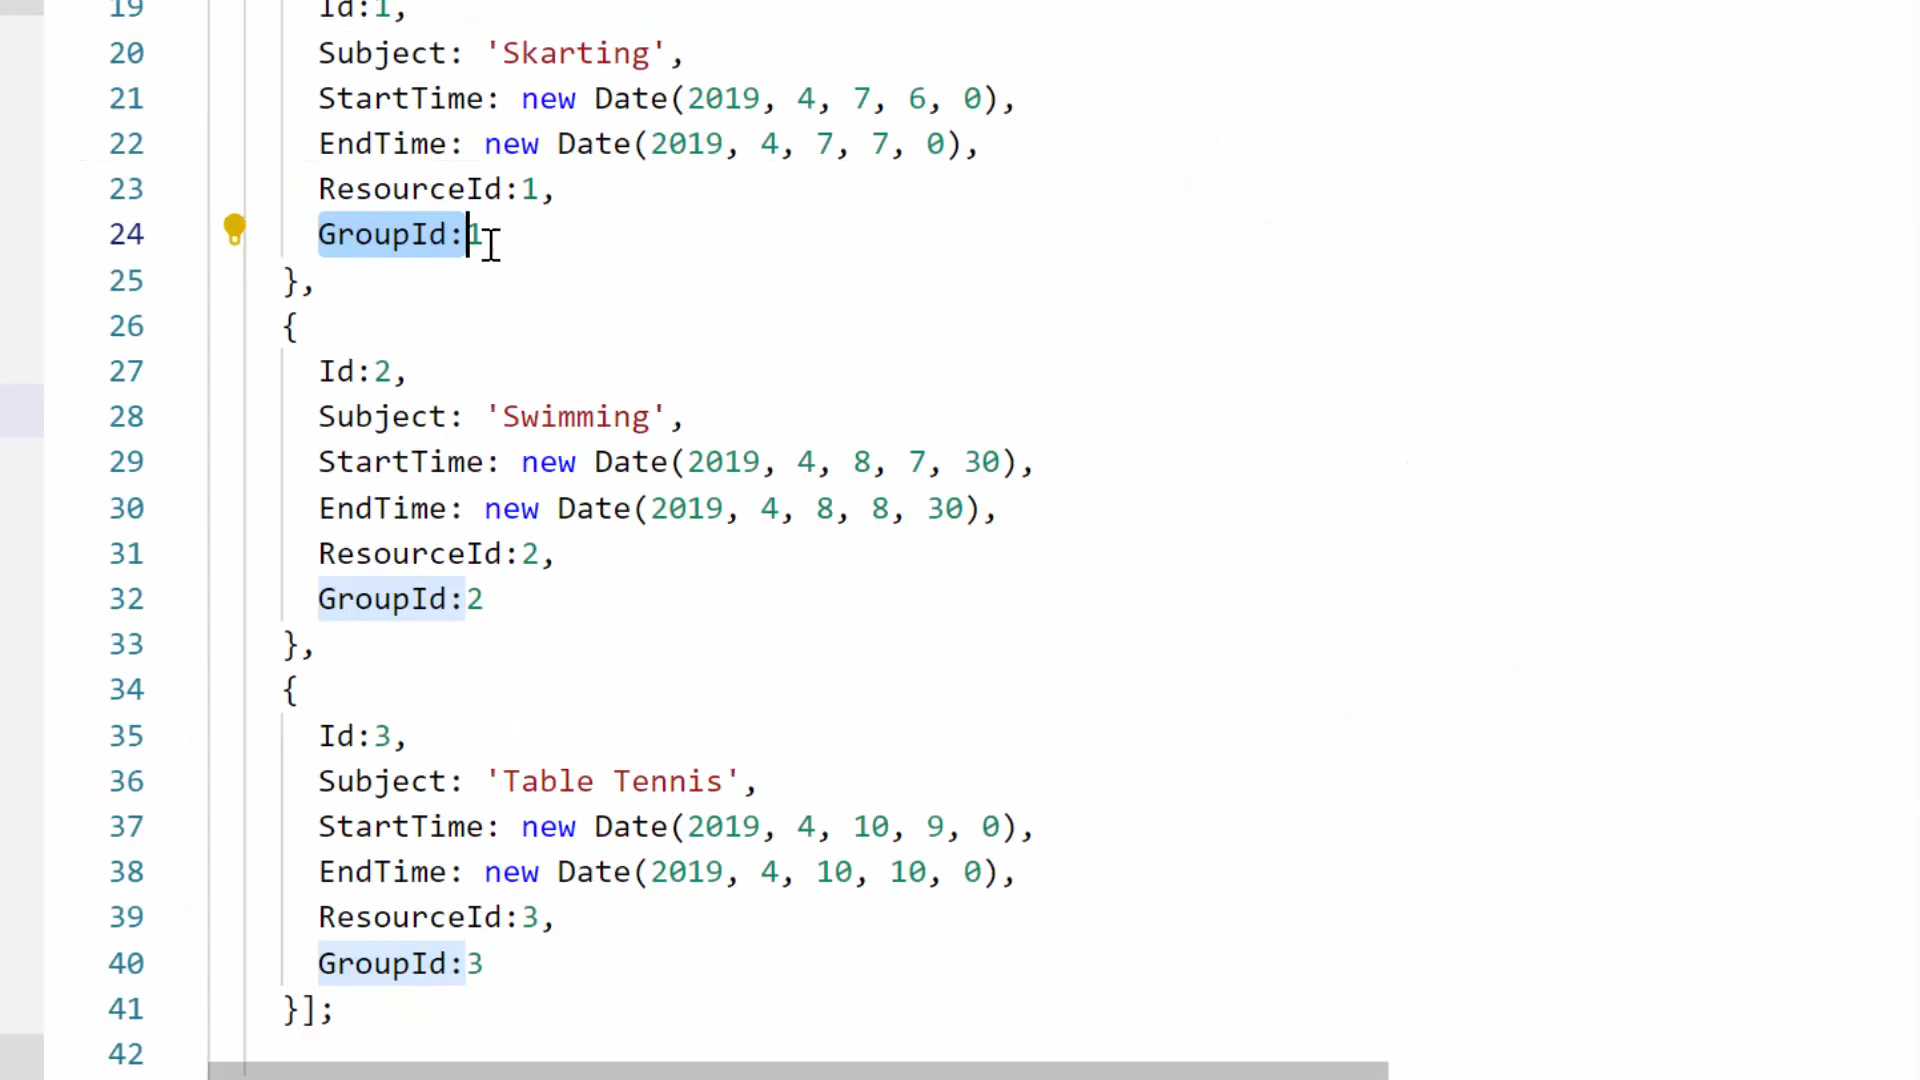 19 Id:1,
20 Subject: 'Skarting',
21 StartTime: new Date(2019, 4, 7, 6, 0),
22 EndTime: new Date(2019, 4, 7, 7, 0),
23 ResourceId:1,
24 GroupId:1
25 },
26 {
27 Id:2,
28 Subject: 'Swimming',
29 StartTime: new Date(2019, 4, 8, 7, 30),
30 EndTime: new Date(2019, 4, 8, 8, 30),
31 ResourceId:2,
32 GroupId:2
33 },
34 {
35 Id:3,
36 Subject: 'Table Tennis',
37 StartTime: new Date(2019, 4, 10, 9, 0),
38 EndTime: new Date(2019, 4, 10, 10, 0),
39 ResourceId:3,
40 GroupId:3
41 }];
42